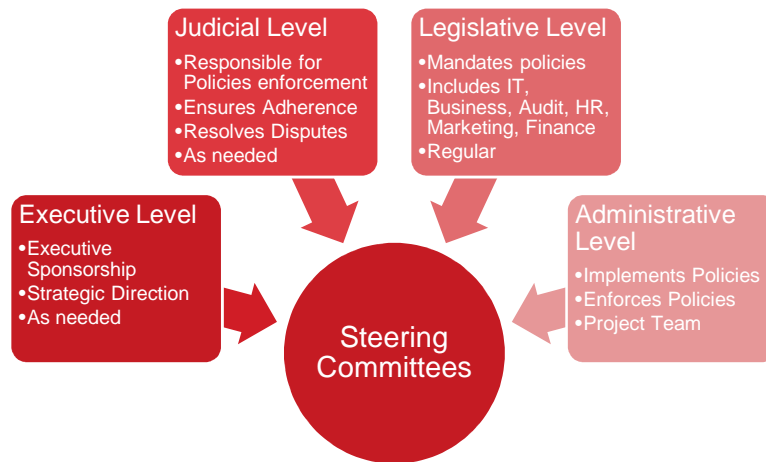 Judicial Level
•Responsible for
Policies enforcement
•Ensures Adherence
•Resolves Disputes
•As needed
Legislative Level
•Mandates policies
•Includes IT,
Business, Audit, HR,
Marketing, Finance
•Regular
Executive Level
•Executive
Sponsorship
•Strategic Direction
•As needed
Administrative
Level
•Implements Policies
•Enforces Policies
•Project Team
Steering
Committees